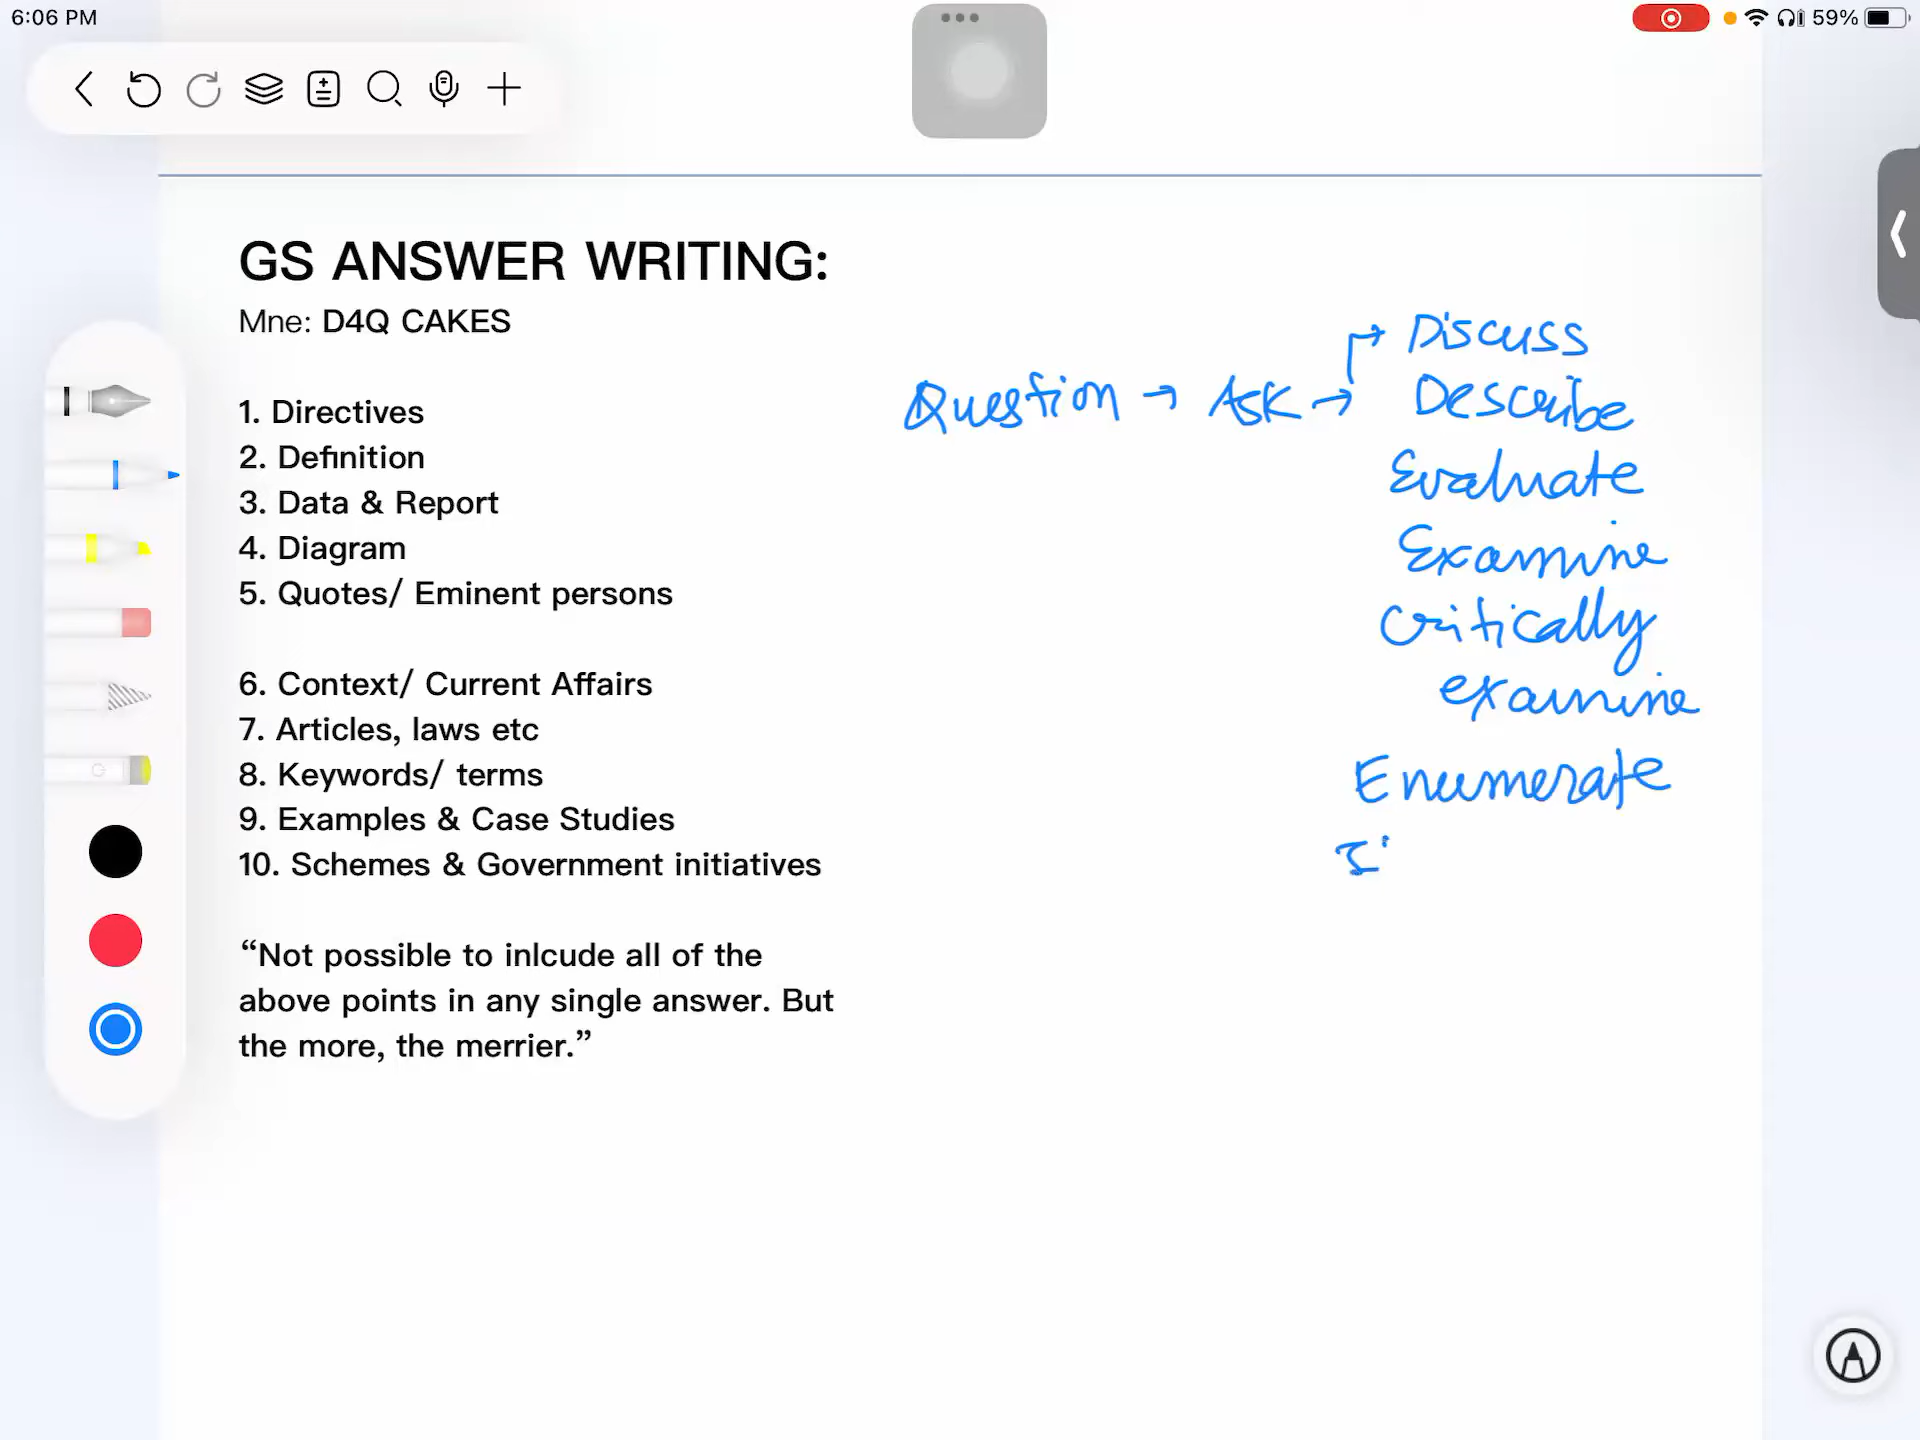 6:06 PM
59%
GS ANSWER WRITING:
Mne: D4Q CAKES
1. Directives
2. Definition
3. Data & Report
4. Diagram
5. Quotes/ Eminent persons
6. Context/ Current Affairs
7. Articles, laws etc
8. Keywords/ terms
9. Examples & Case Studies
10. Schemes & Government initiatives
“Not possible to inlcude all of the
above points in any single answer. But
the more, the merrier.”
Question → Ask →
Discuss
Describe
Evaluate
Examine
Critically
examine
Enumerate